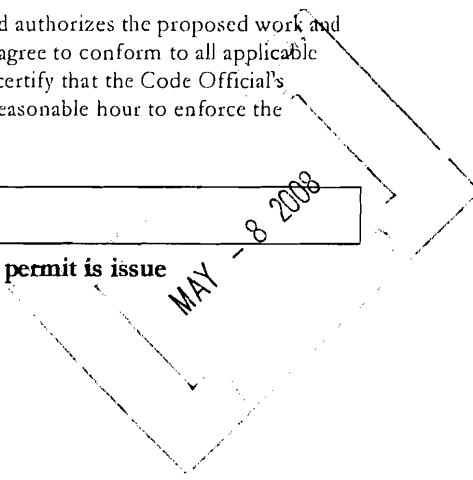 d authorizes the proposed work and
agree to conform to all applicable
certify that the Code Official's
easonable hour to enforce the
permit is issue
MAY - 8 2008